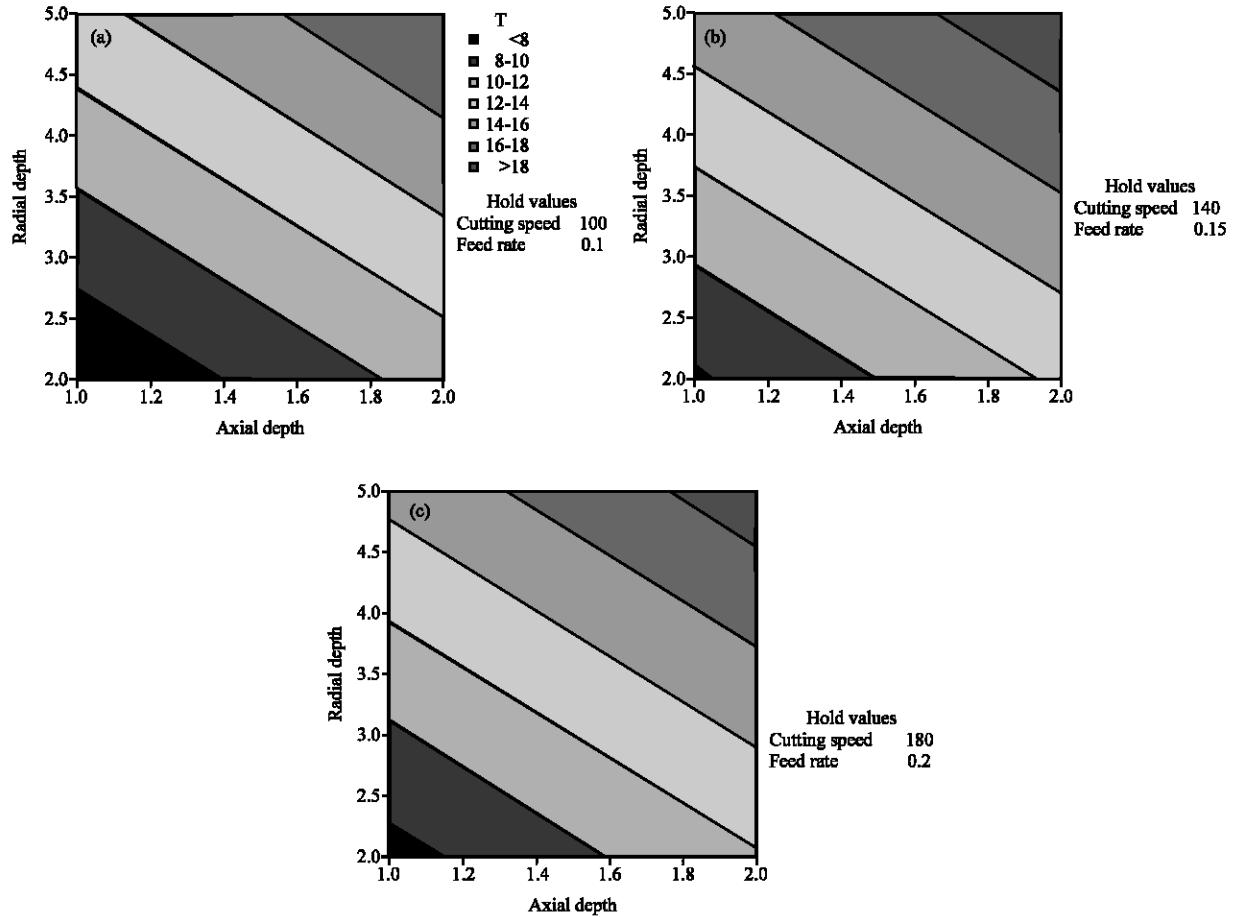 (a)
5.0
4.5
4.0
3.5
3.0
2.5
2.0
Radial depth
1.0 1.2 1.4 1.6 1.8 2.0
Axial depth
T
<8
8-10
10-12
12-14
14-16
16-18
>18
Hold values
Cutting speed 100
Feed rate 0.1
(b)
5.0
4.5
4.0
3.5
3.0
2.5
2.0
Radial depth
1.0 1.2 1.4 1.6 1.8 2.0
Axial depth
Hold values
Cutting speed 140
Feed rate 0.15
(c)
5.0
4.5
4.0
3.5
3.0
2.5
2.0
Radial depth
1.0 1.2 1.4 1.6 1.8 2.0
Axial depth
Hold values
Cutting speed 180
Feed rate 0.2